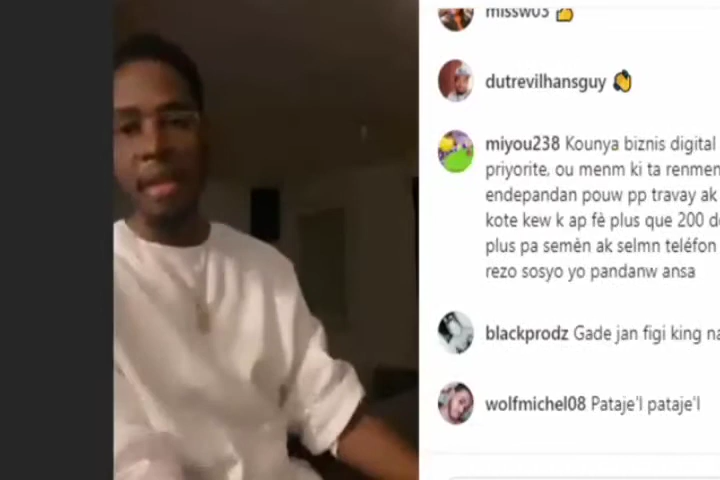 missw03
dutrevilhansguy
miyou238 Kounya biznis digital
priyorite, ou menm ki ta renmen
endepandan pouw pp travay ak
kote kew k ap fè plus que 200
plus pa semèn ak selmn teléfon
rezo sosyo yo pandanw ansa
blackprodz Gade jan figi king
wolfmichel08 Pataje'l pataje'l